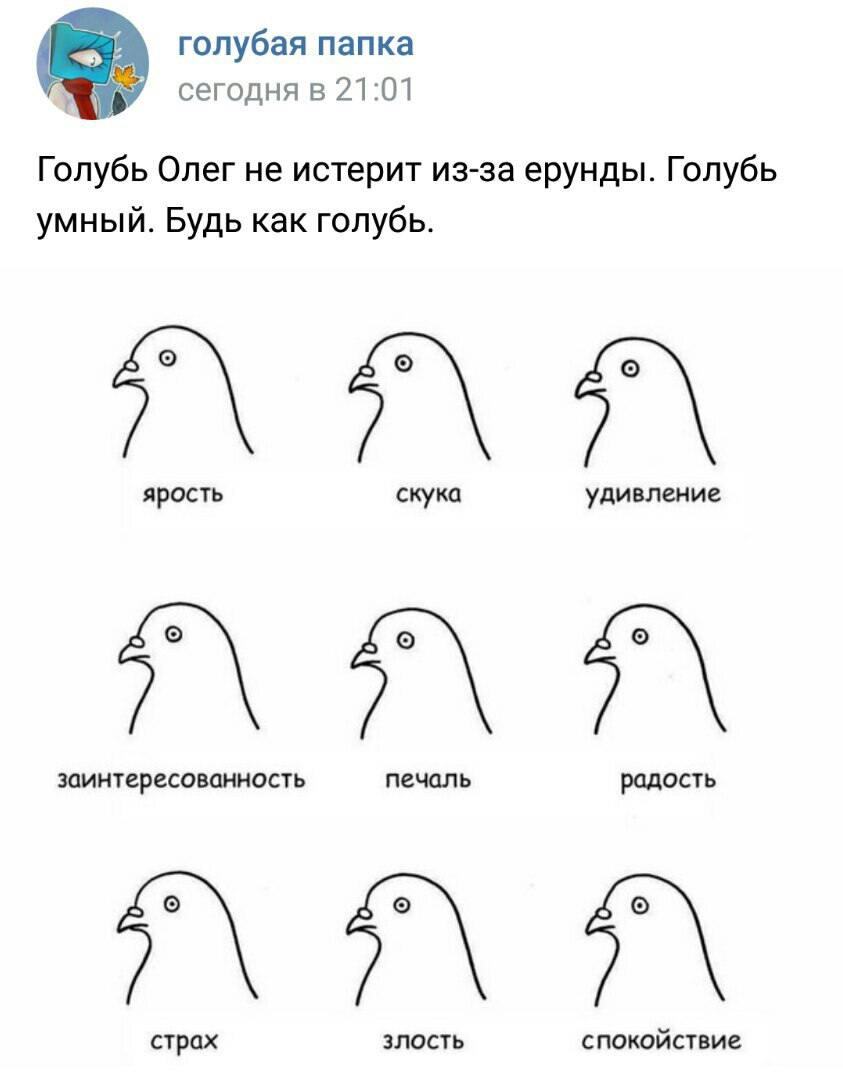 голубая папка
сегодня в 21:01
Голубь Олег не истерит из-за ерунды. Голубь
умный. Будь как голубь.
ярость скука удивление
заинтересованность печаль радость
страх злость спокойствие